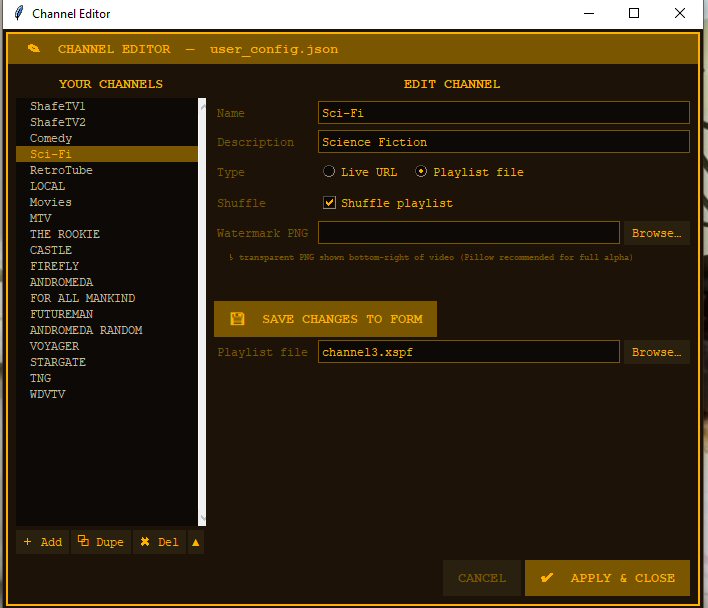 Channel Editor
✎ CHANNEL EDITOR — user_config.json
YOUR CHANNELS
ShafeTV1
ShafeTV2
Comedy
Sci-Fi
RetroTube
LOCAL
Movies
MTV
THE ROOKIE
CASTLE
FIREFLY
ANDROMEDA
FOR ALL MANKIND
FUTUREMAN
ANDROMEDA RANDOM
VOYAGER
STARGATE
TNG
WDVTV
+ Add
Dupe
✖ Del
▲
EDIT CHANNEL
Name Sci-Fi
Description Science Fiction
Type Live URL Playlist file
Shuffle Shuffle playlist
Watermark PNG Browse…
transparent PNG shown bottom-right of video (Pillow recommended for full alpha)
SAVE CHANGES TO FORM
Playlist file channel3.xspf Browse…
CANCEL
✔ APPLY & CLOSE